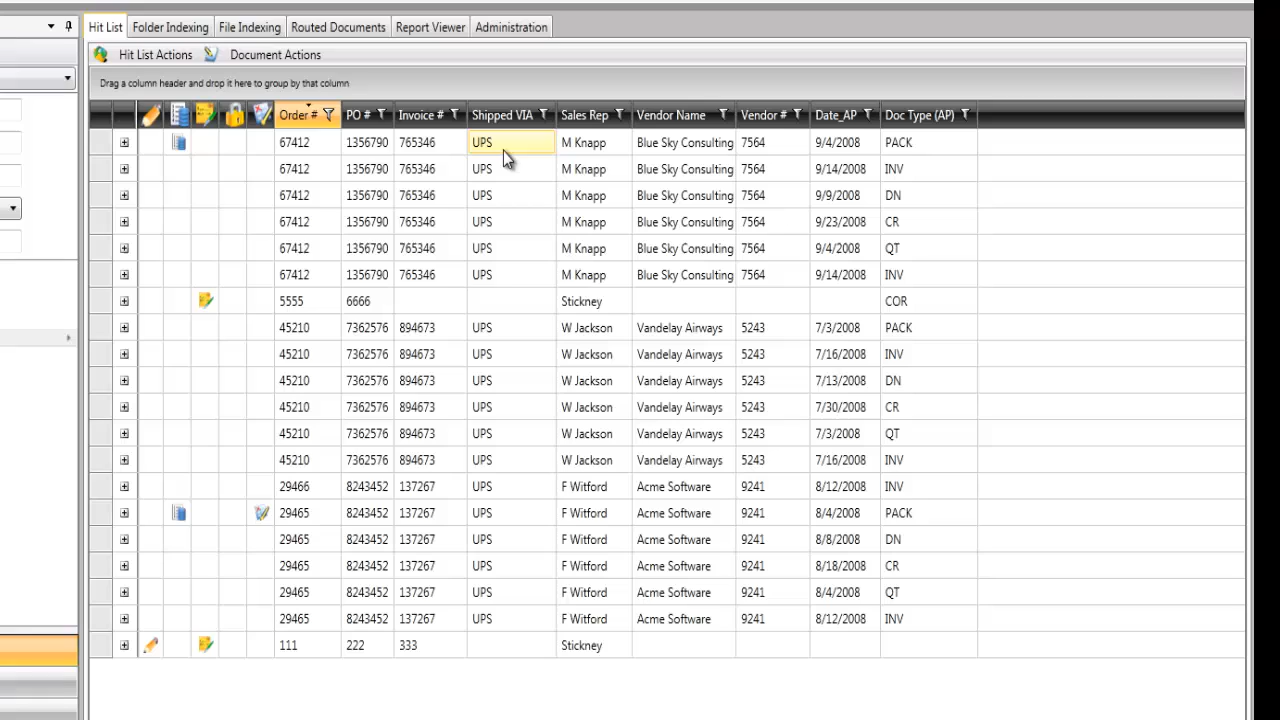 Hit List Folder Indexing File Indexing Routed Documents Report Viewer Administration
Hit List Actions Document Actions
Drag a column header and drop it here to group by that column
Order # PO # Invoice # Shipped VIA Sales Rep Vendor Name Vendor # Date_AP Doc Type (AP)
67412 1356790 765346 UPS M Knapp Blue Sky Consulting 7564 9/4/2008 PACK
67412 1356790 765346 UPS M Knapp Blue Sky Consulting 7564 9/14/2008 INV
67412 1356790 765346 UPS M Knapp Blue Sky Consulting 7564 9/9/2008 DN
67412 1356790 765346 UPS M Knapp Blue Sky Consulting 7564 9/23/2008 CR
67412 1356790 765346 UPS M Knapp Blue Sky Consulting 7564 9/4/2008 QT
67412 1356790 765346 UPS M Knapp Blue Sky Consulting 7564 9/14/2008 INV
5555 6666 Stickney COR
45210 7362576 894673 UPS W Jackson Vandelay Airways 5243 7/3/2008 PACK
45210 7362576 894673 UPS W Jackson Vandelay Airways 5243 7/16/2008 INV
45210 7362576 894673 UPS W Jackson Vandelay Airways 5243 7/13/2008 DN
45210 7362576 894673 UPS W Jackson Vandelay Airways 5243 7/30/2008 CR
45210 7362576 894673 UPS W Jackson Vandelay Airways 5243 7/3/2008 QT
45210 7362576 894673 UPS W Jackson Vandelay Airways 5243 7/16/2008 INV
29466 8243452 137267 UPS F Witford Acme Software 9241 8/12/2008 INV
29465 8243452 137267 UPS F Witford Acme Software 9241 8/4/2008 PACK
29465 8243452 137267 UPS F Witford Acme Software 9241 8/8/2008 DN
29465 8243452 137267 UPS F Witford Acme Software 9241 8/18/2008 CR
29465 8243452 137267 UPS F Witford Acme Software 9241 8/4/2008 QT
29465 8243452 137267 UPS F Witford Acme Software 9241 8/12/2008 INV
111 222 333 Stickney